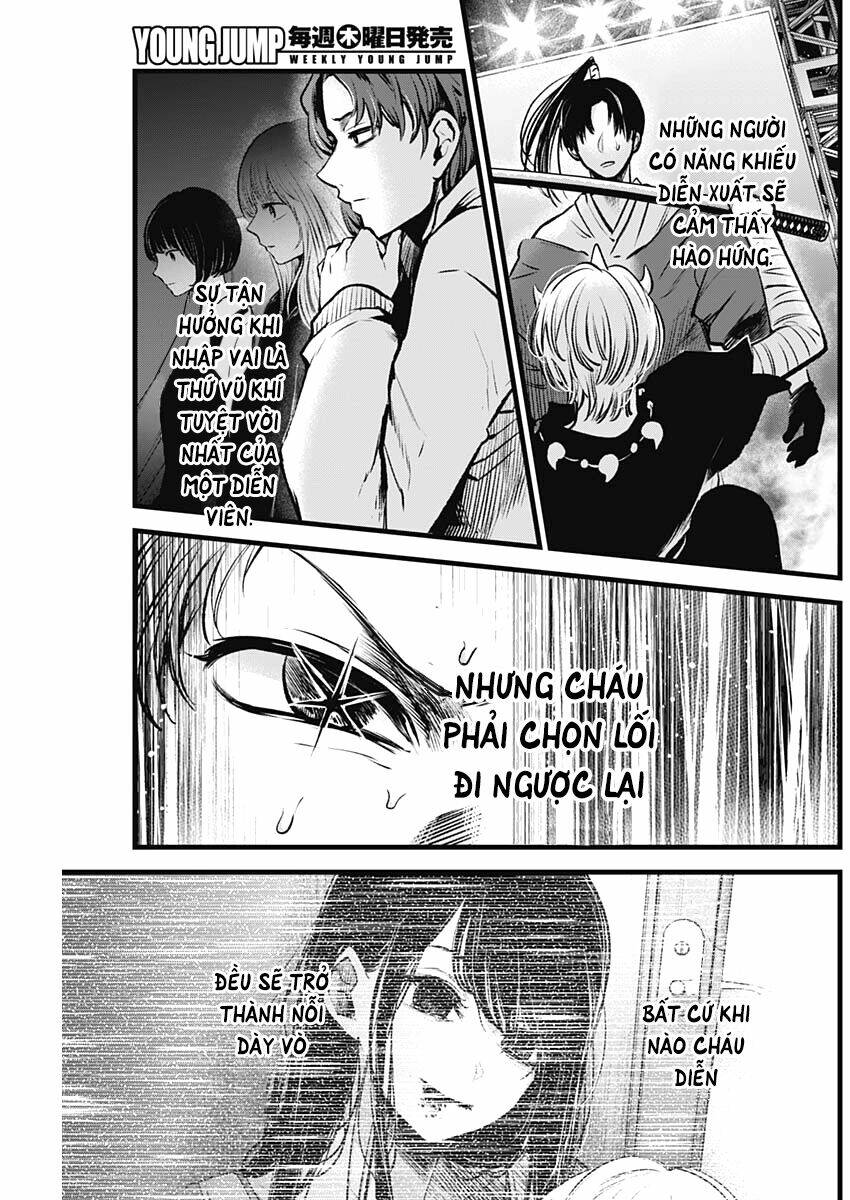 YOUNG JUMP 毎週木曜日発売
WEEKLY YOUNG JUMP
NHỮNG NGƯỜI
CÓ NĂNG KHIẾU
DIỄN XUẤT SẼ
CẢM THẤY
HÀO HỨNG.
SỰ TẬN
HƯỞNG KHI
NHẬP VAI LÀ
THỨ VŨ KHÍ
TUYỆT VỜI
NHẤT CỦA
MỘT DIỄN
VIÊN.
NHƯNG CHÁU
PHẢI CHỌN LỐI
ĐI NGƯỢC LẠI
BẤT CỨ KHI
NÀO CHÁU
DIỄN
ĐỀU SẼ TRỞ
THÀNH NỖI
DÀY VÒ